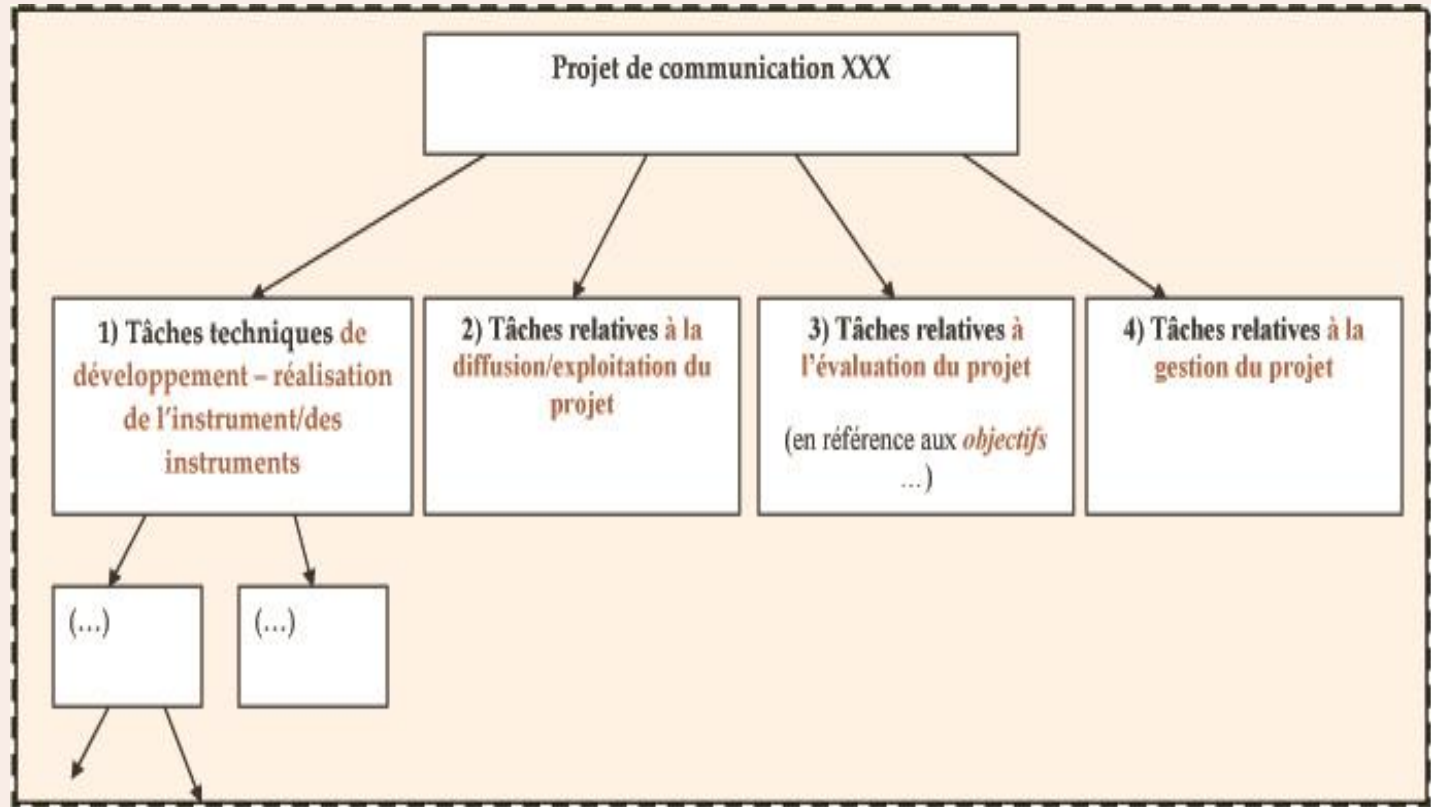 Projet de communication XXX
1) Tâches techniques de
développement – réalisation
de l'instrument/des
instruments
2) Tâches relatives à la
diffusion/exploitation du
projet
3) Tâches relatives à
l'évaluation du projet
(en référence aux objectifs
…)
4) Tâches relatives à la
gestion du projet
(…)
(…)